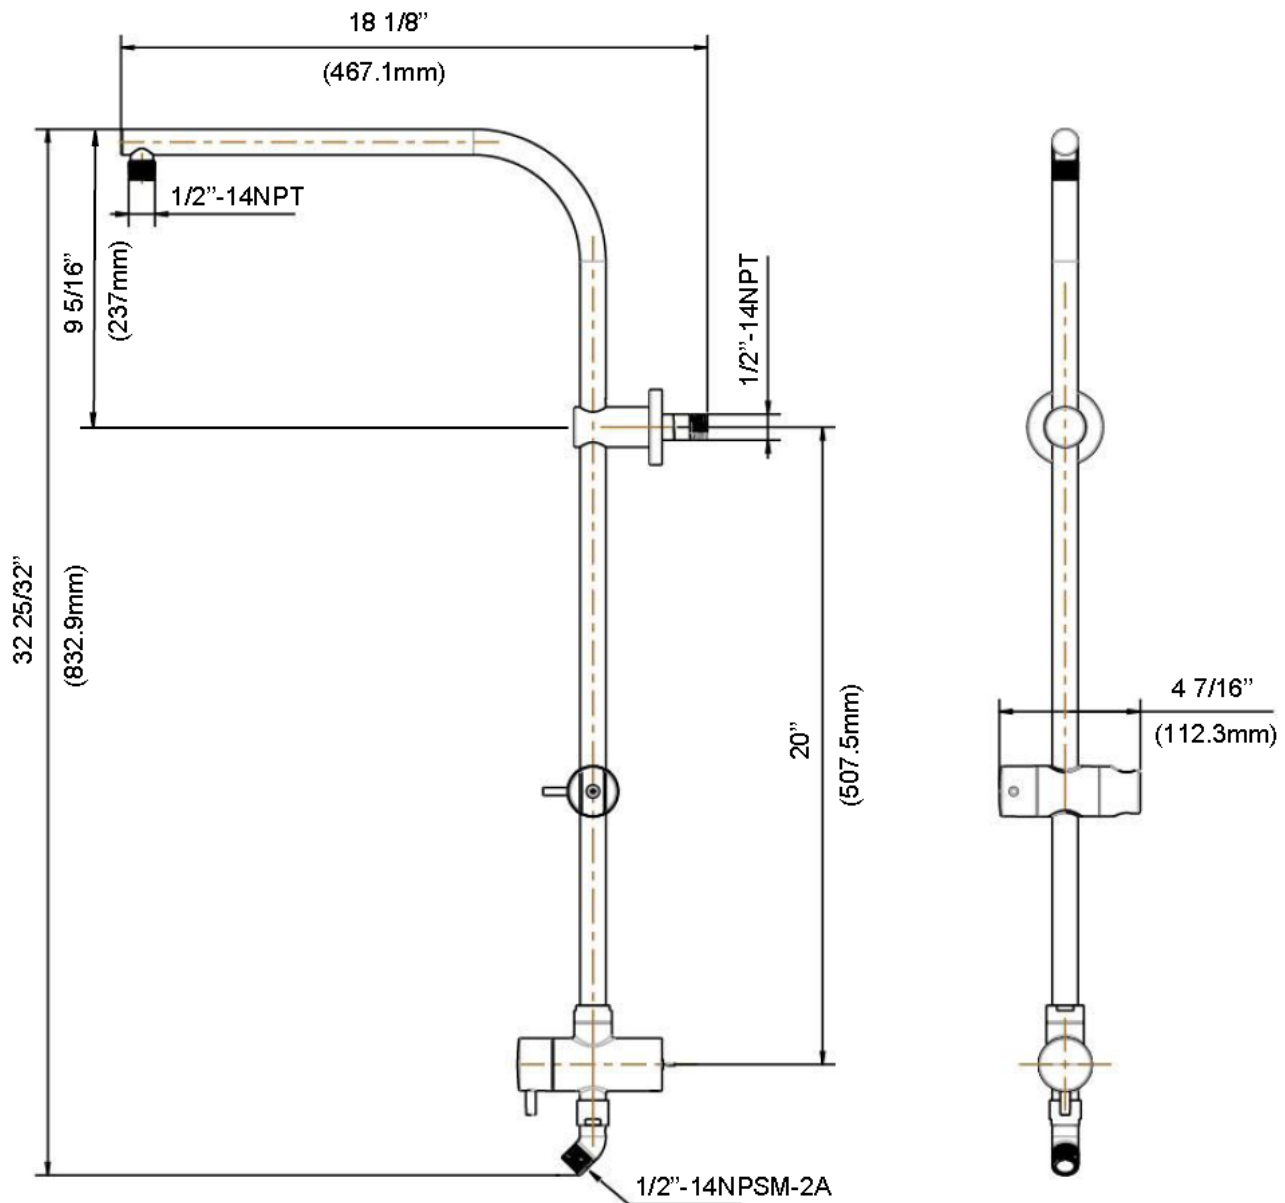 18 1/8”
(467.1mm)
1/2”-14NPT
9 5/16”
(237mm)
1/2”-14NPT
32 25/32”
(832.9mm)
20”
(507.5mm)
4 7/16”
(112.3mm)
1/2”-14NPSM-2A